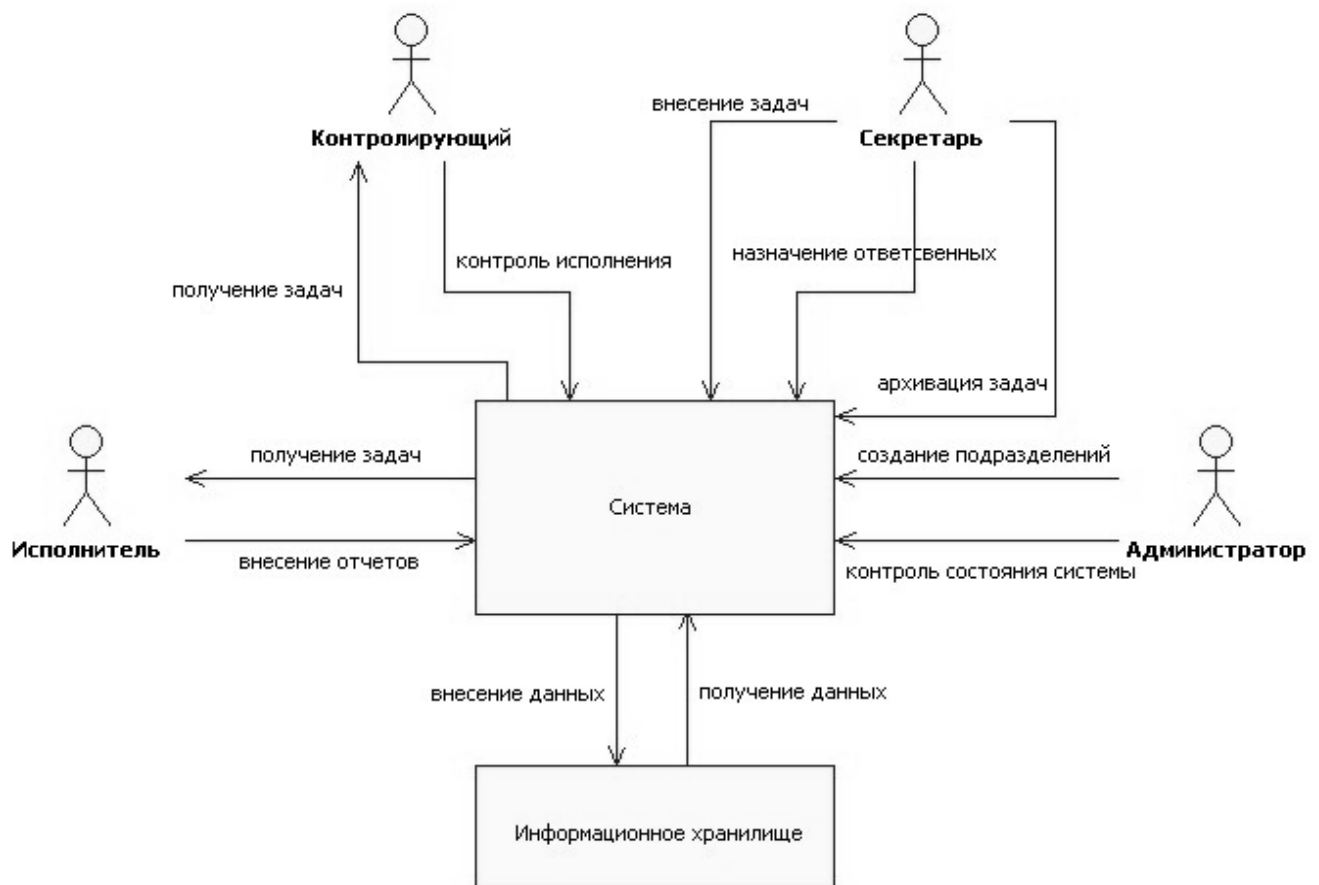 внесение задач
Контролирующий
Секретарь
контроль исполнения
назначение ответсвенных
получение задач
архивация задач
получение задач
создание подразделений
Система
Исполнитель
Администратор
внесение отчетов
контроль состояния системы
внесение данных
получение данных
Информационное хранилище